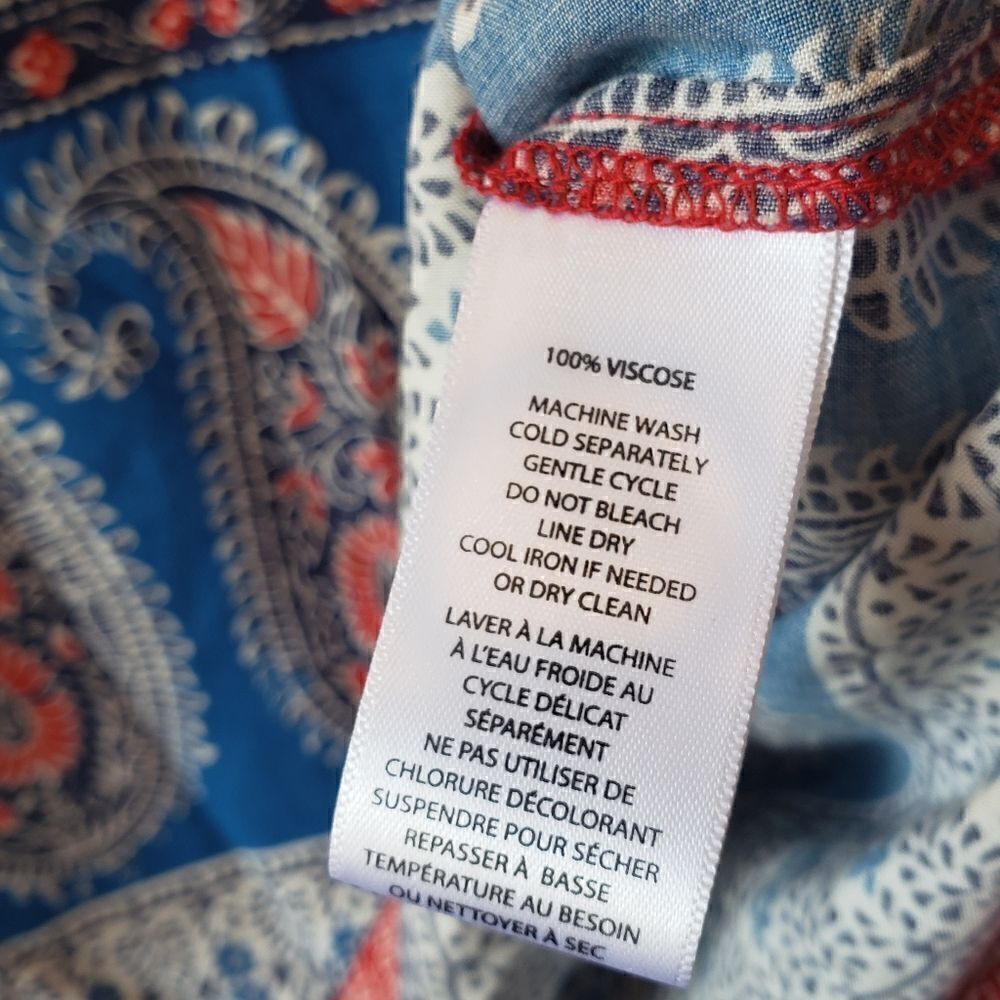 100% VISCOSE
MACHINE WASH
COLD SEPARATELY
GENTLE CYCLE
DO NOT BLEACH
LINE DRY
COOL IRON IF NEEDED
OR DRY CLEAN
LAVER À LA MACHINE
À L'EAU FROIDE AU
CYCLE DÉLICAT
SÉPARÉMENT
NE PAS UTILISER DE
CHLORURE DÉCOLORANT
SUSPENDRE POUR SÉCHER
REPASSER À BASSE
TEMPÉRATURE AU BESOIN
OU NETTOYER À SEC